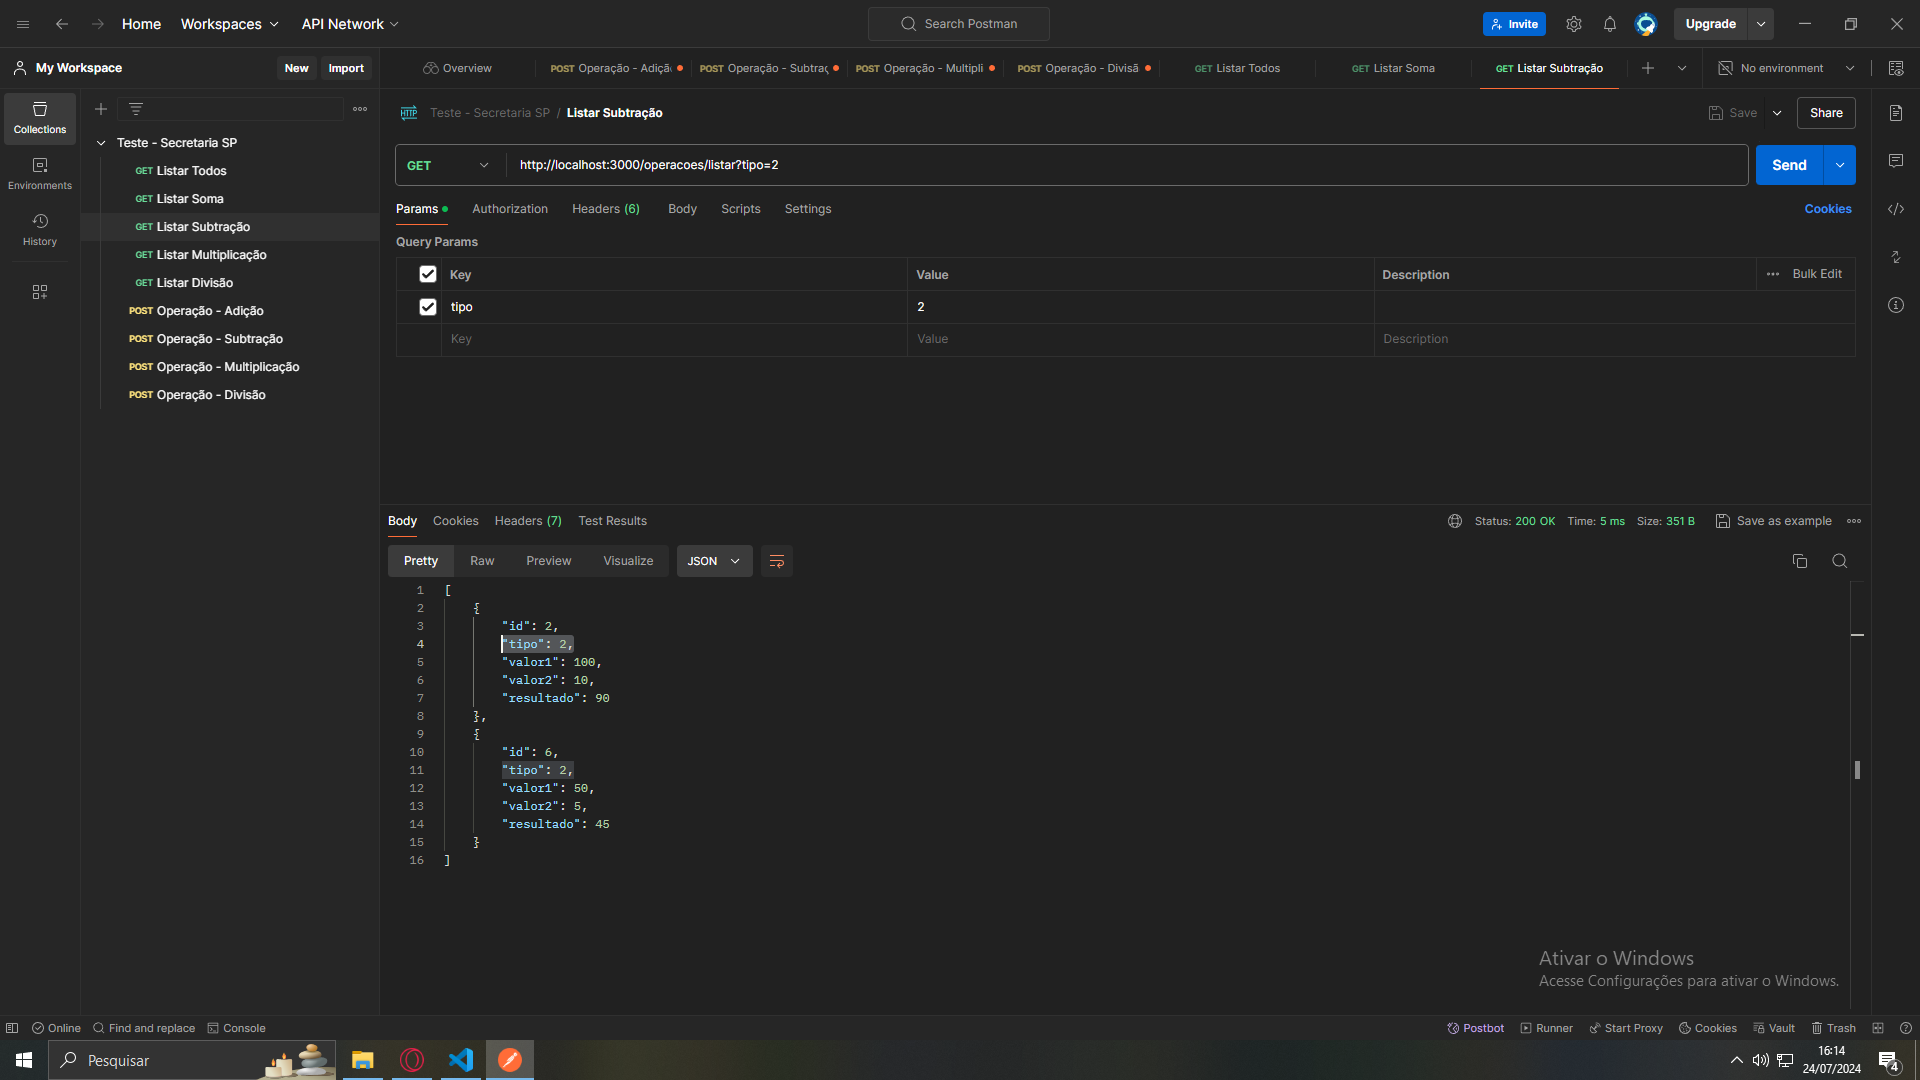 Home
Workspaces
API Network
Search Postman
Invite
Upgrade
My Workspace
New
Import
Overview
POST Operação - Adiçã
POST Operação - Subtraç
POST Operação - Multipli
POST Operação - Divisã
GET Listar Todos
GET Listar Soma
GET Listar Subtração
No environment
Collections
Environments
History
Teste - Secretaria SP
GET Listar Todos
GET Listar Soma
GET Listar Subtração
GET Listar Multiplicação
GET Listar Divisão
POST Operação - Adição
POST Operação - Subtração
POST Operação - Multiplicação
POST Operação - Divisão
HTTP Teste - Secretaria SP / Listar Subtração
Save
Share
GET
http://localhost:3000/operacoes/listar?tipo=2
Send
Params
Authorization
Headers (6)
Body
Scripts
Settings
Cookies
Query Params
Key Value Description
Bulk Edit
tipo 2
Key Value Description
Body
Cookies
Headers (7)
Test Results
Status: 200 OK Time: 5 ms Size: 351 B
Save as example
Pretty
Raw
Preview
Visualize
JSON
1 [
2 {
3 "id": 2,
4 "tipo": 2,
5 "valor1": 100,
6 "valor2": 10,
7 "resultado": 90
8 },
9 {
10 "id": 6,
11 "tipo": 2,
12 "valor1": 50,
13 "valor2": 5,
14 "resultado": 45
15 }
16 ]
Ativar o Windows
Acesse Configurações para ativar o Windows.
Online
Find and replace
Console
Postbot
Runner
Start Proxy
Cookies
Vault
Trash
Pesquisar
16:14
24/07/2024
4